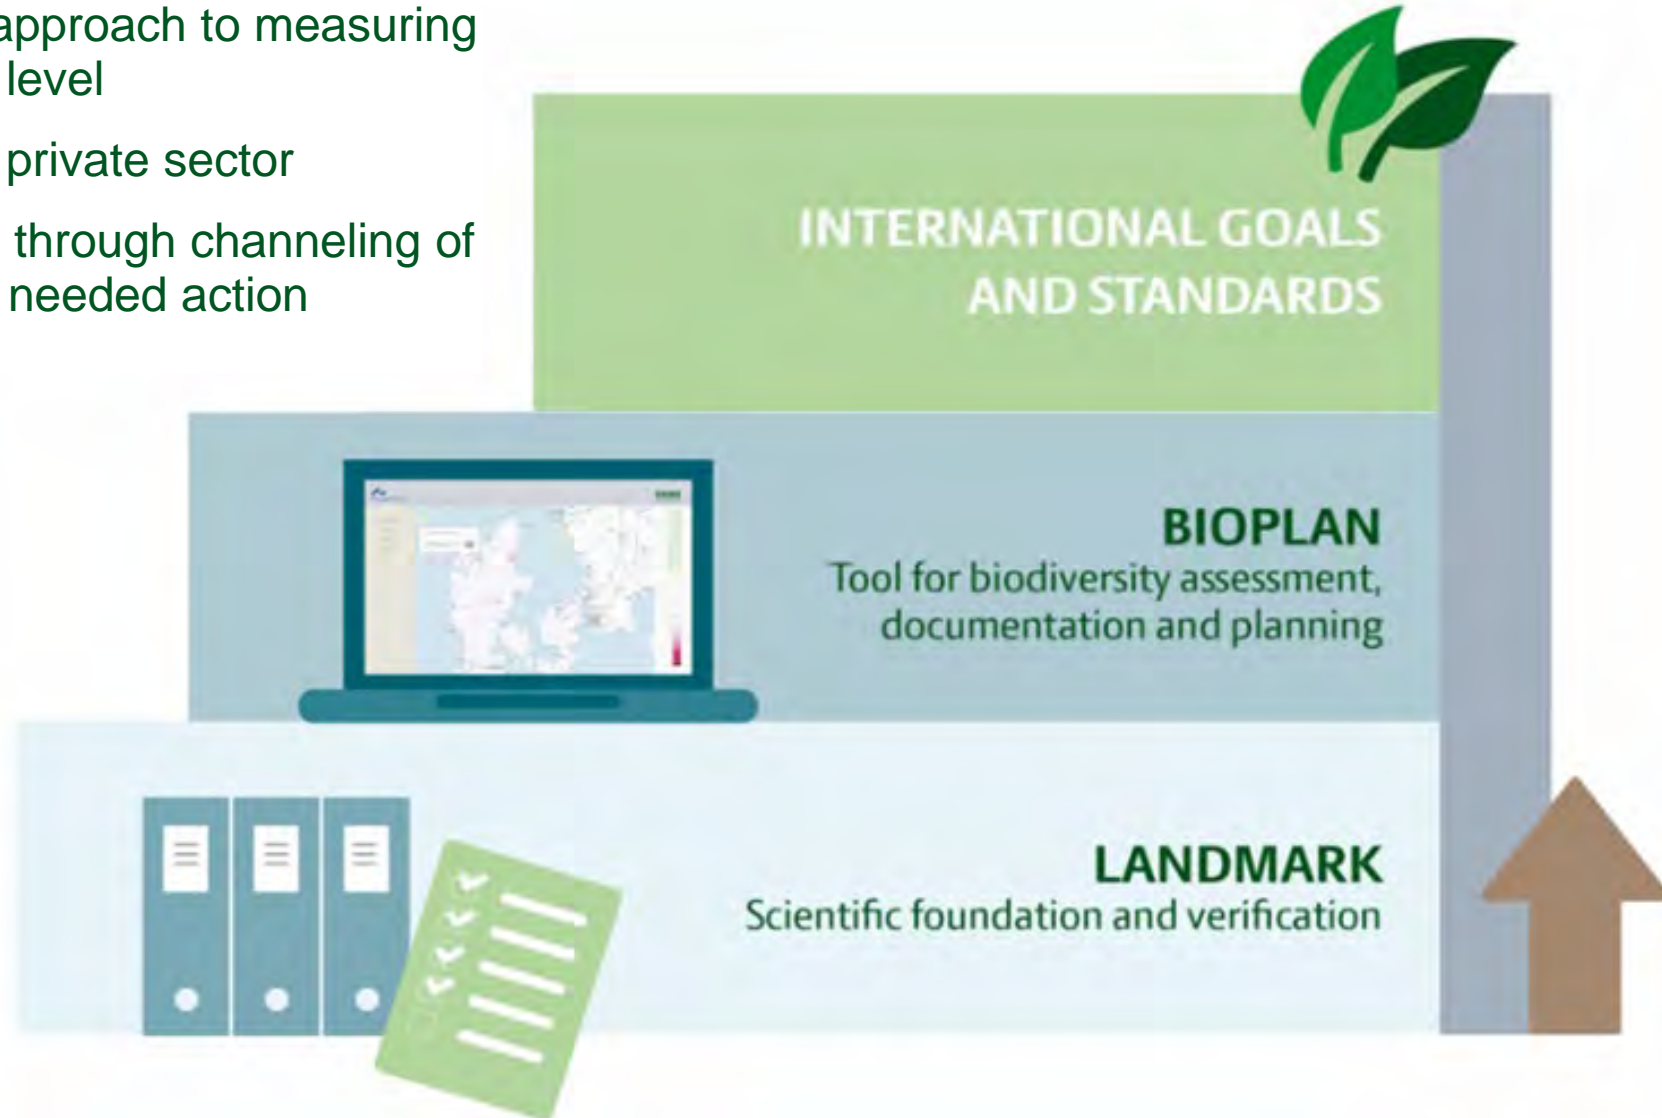 approach to measuring
level
private sector
through channeling of
needed action
INTERNATIONAL GOALS
AND STANDARDS
BIOPLAN
Tool for biodiversity assessment,
documentation and planning
LANDMARK
Scientific foundation and verification